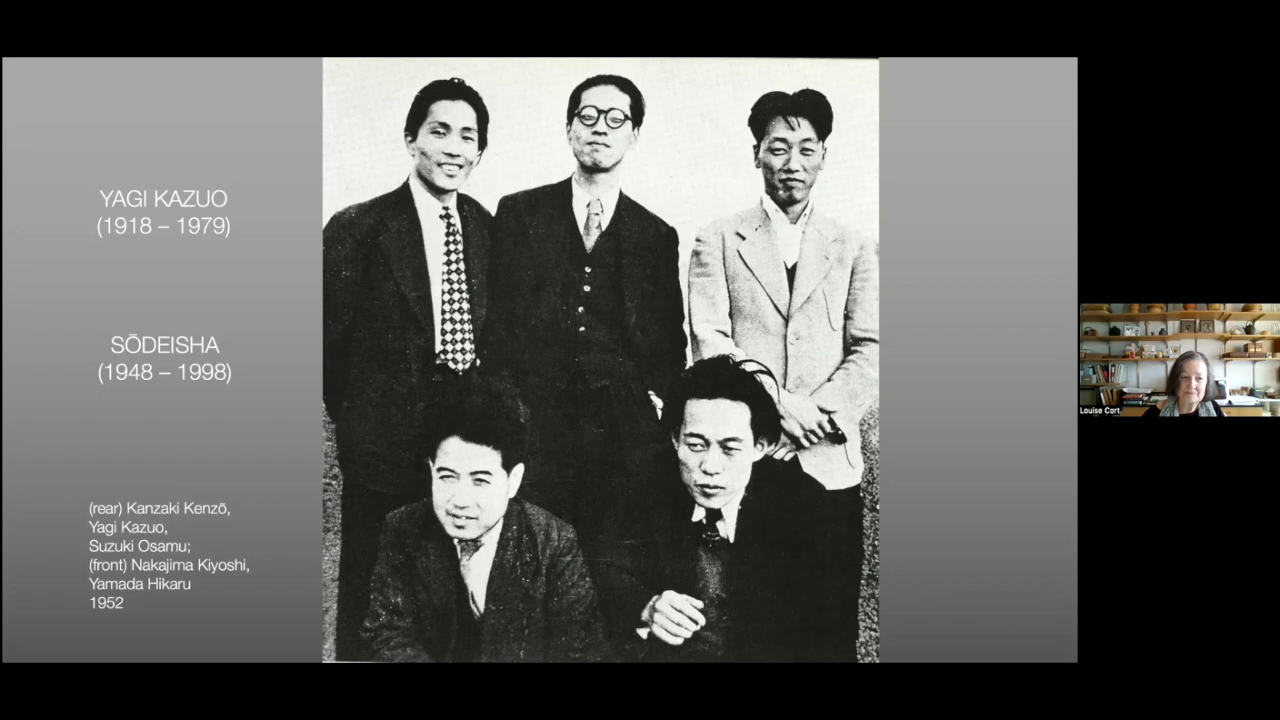 YAGI KAZUO
(1918 – 1979)
SŌDEISHA
(1948 – 1998)
(rear) Kanzaki Kenzō,
Yagi Kazuo,
Suzuki Osamu;
(front) Nakajima Kiyoshi,
Yamada Hikaru
1952
Louise Cort